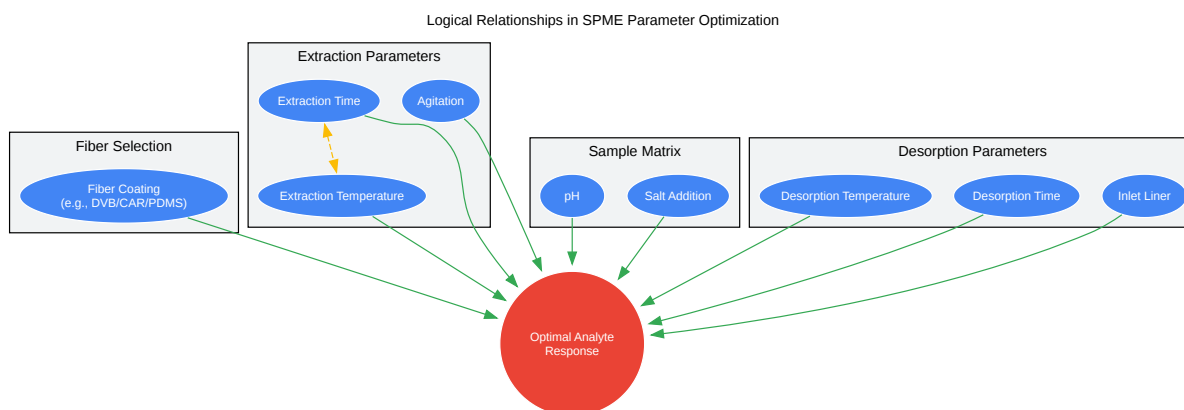 Logical Relationships in SPME Parameter Optimization
Extraction Parameters
Extraction Time
Agitation
Extraction Temperature
Fiber Selection
Fiber Coating
(e.g., DVB/CAR/PDMS)
Sample Matrix
pH
Salt Addition
Desorption Parameters
Desorption Temperature
Desorption Time
Inlet Liner
Optimal Analyte
Response